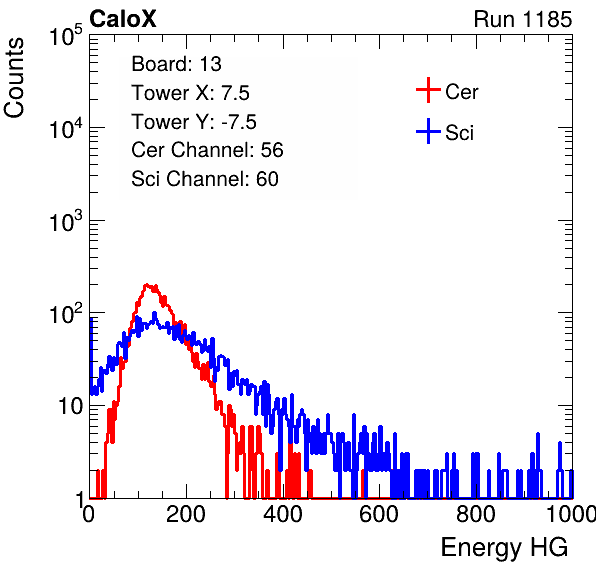 CaloX Run 1185
Counts
10^5
10^4
10^3
10^2
10
1
Board: 13
Tower X: 7.5
Tower Y: -7.5
Cer Channel: 56
Sci Channel: 60
Cer
Sci
0 200 400 600 800 1000
Energy HG